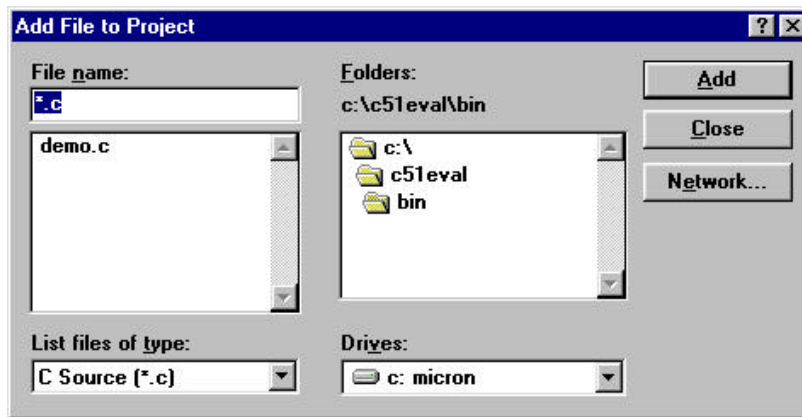 Add File to Project
File name:
*.c
demo.c
List files of type:
C Source (*.c)
Folders:
c:\c51eval\bin
c:\
c51eval
bin
Drives:
c: micron
Add
Close
Network...